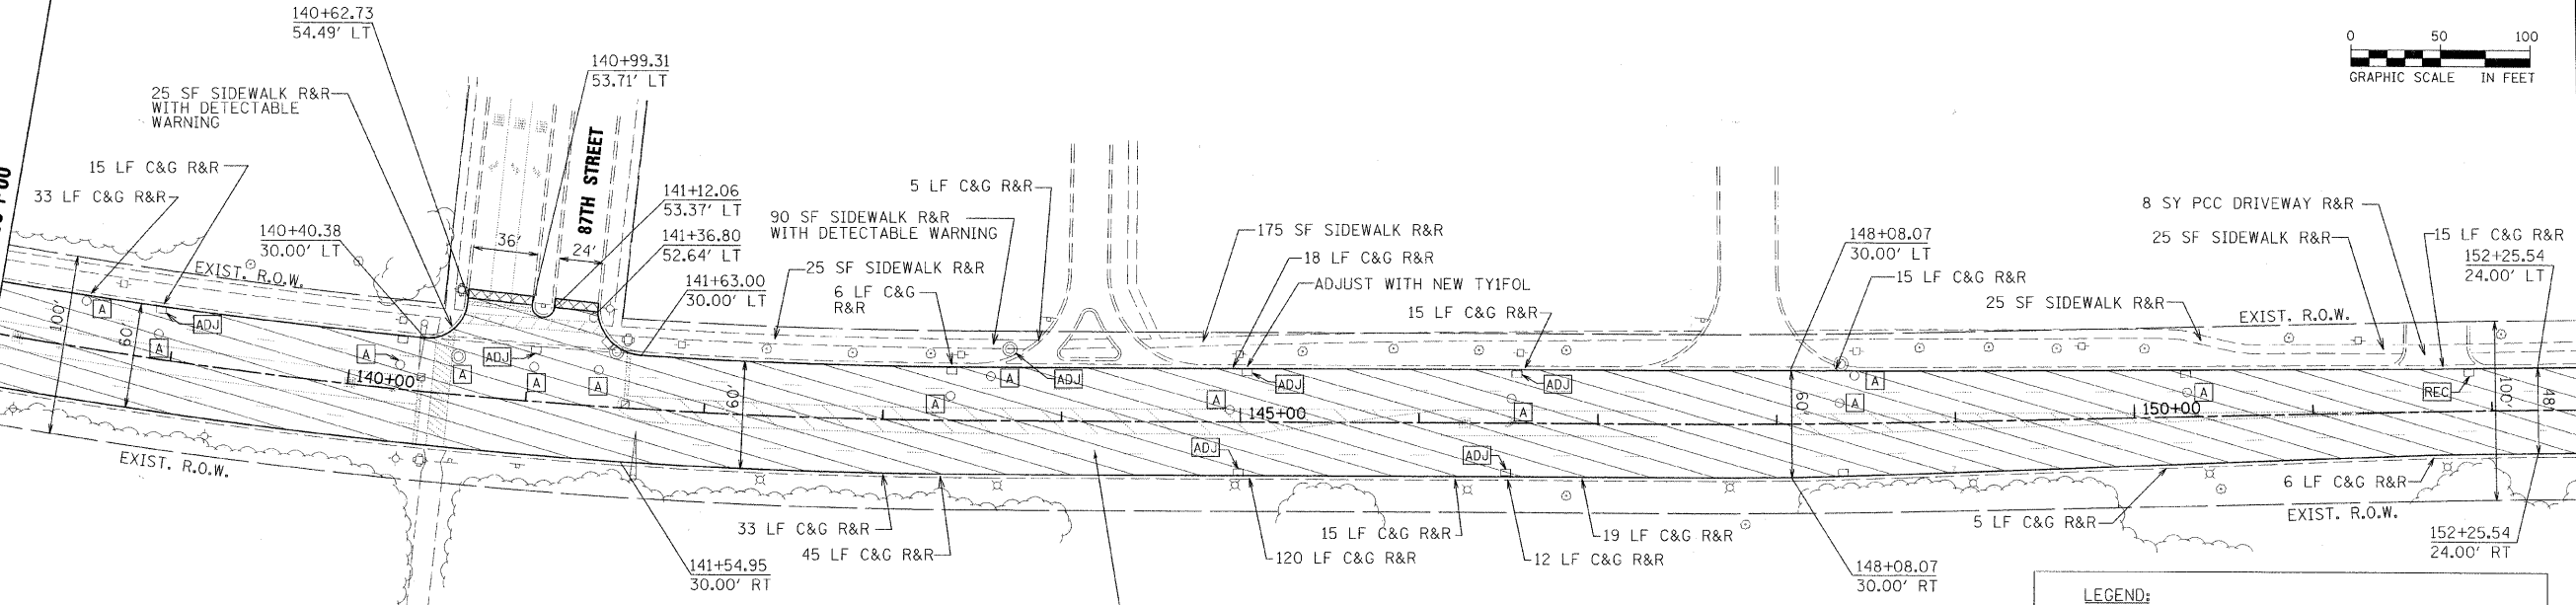 140+62.73
54.49' LT
140+99.31
53.71' LT
0 50 100
GRAPHIC SCALE IN FEET
25 SF SIDEWALK R&R
WITH DETECTABLE
WARNING
87TH STREET
15 LF C&G R&R
33 LF C&G R&R
140+40.38
30.00' LT
36'
24'
141+12.06
53.37' LT
141+36.80
52.64' LT
141+63.00
30.00' LT
5 LF C&G R&R
90 SF SIDEWALK R&R
WITH DETECTABLE WARNING
25 SF SIDEWALK R&R
6 LF C&G
R&R
175 SF SIDEWALK R&R
18 LF C&G R&R
ADJUST WITH NEW TY1FOL
15 LF C&G R&R
148+08.07
30.00' LT
15 LF C&G R&R
8 SY PCC DRIVEWAY R&R
25 SF SIDEWALK R&R
25 SF SIDEWALK R&R
15 LF C&G R&R
152+25.54
24.00' LT
EXIST. R.O.W.
EXIST. R.O.W.
100'
60'
A
ADJ
A
A
140+00
A
ADJ
A
A
60'
A
A
ADJ
A
ADJ
145+00
ADJ
A
60'
A
A
150+00
A
REC
100'
48'
ADJ
ADJ
EXIST. R.O.W.
33 LF C&G R&R
45 LF C&G R&R
141+54.95
30.00' RT
120 LF C&G R&R
15 LF C&G R&R
12 LF C&G R&R
19 LF C&G R&R
148+08.07
30.00' RT
5 LF C&G R&R
6 LF C&G R&R
EXIST. R.O.W.
152+25.54
24.00' RT
LEGEND: